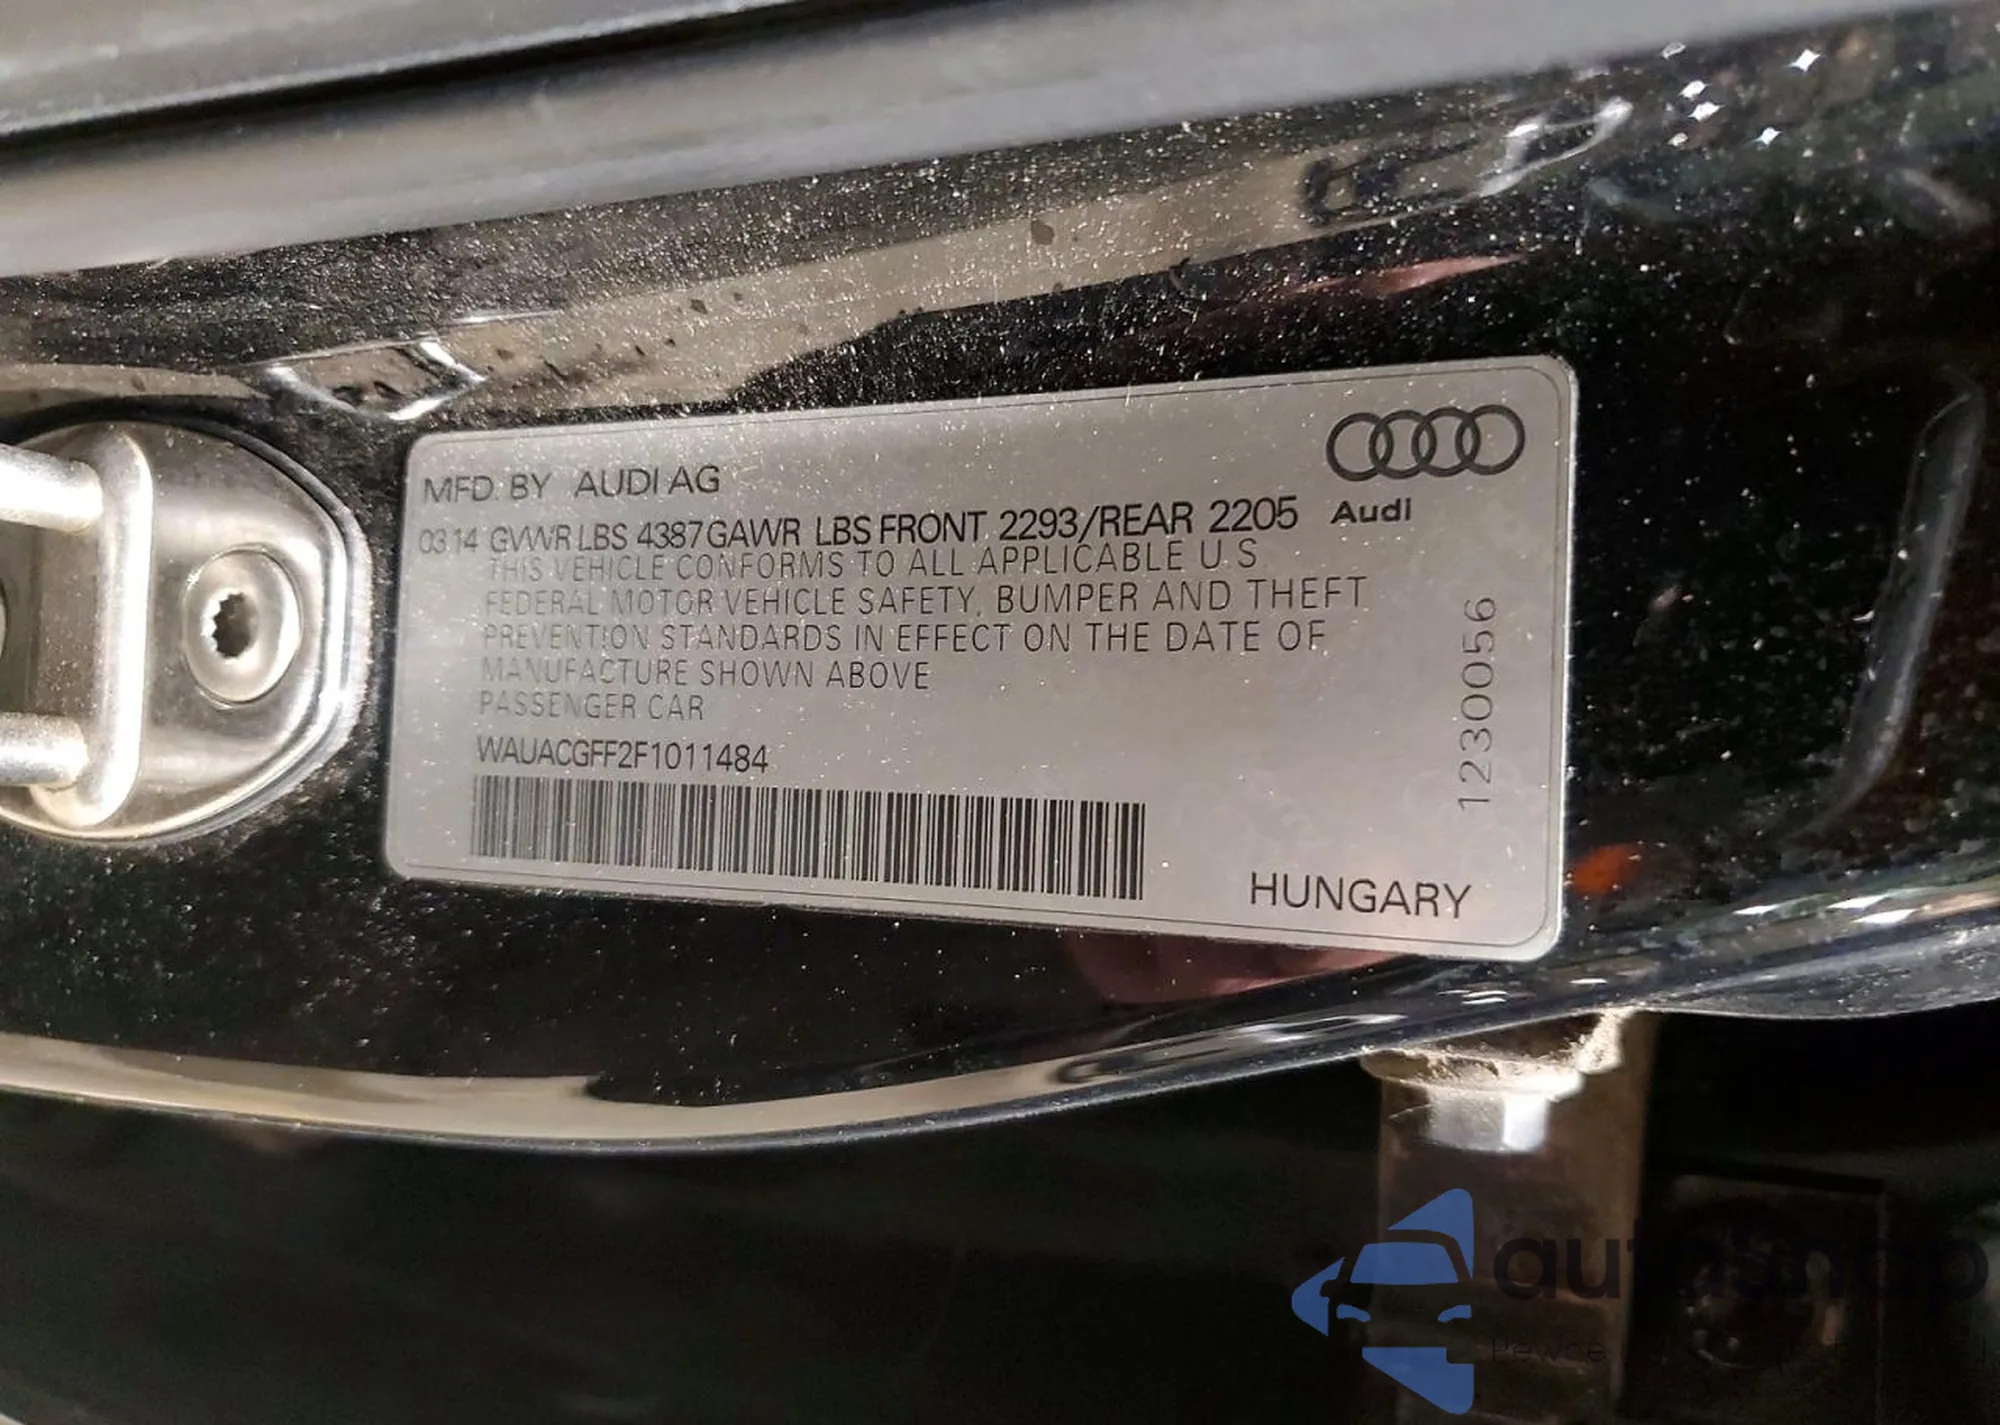 MFD. BY AUDI AG
03 14 GVWR LBS 4387 GAWR LBS FRONT 2293/REAR 2205
Audi
THIS VEHICLE CONFORMS TO ALL APPLICABLE U S
FEDERAL MOTOR VEHICLE SAFETY, BUMPER AND THEFT
PREVENTION STANDARDS IN EFFECT ON THE DATE OF
MANUFACTURE SHOWN ABOVE
PASSENGER CAR
WAUACGFF2F1011484
1230056
HUNGARY
autosnap